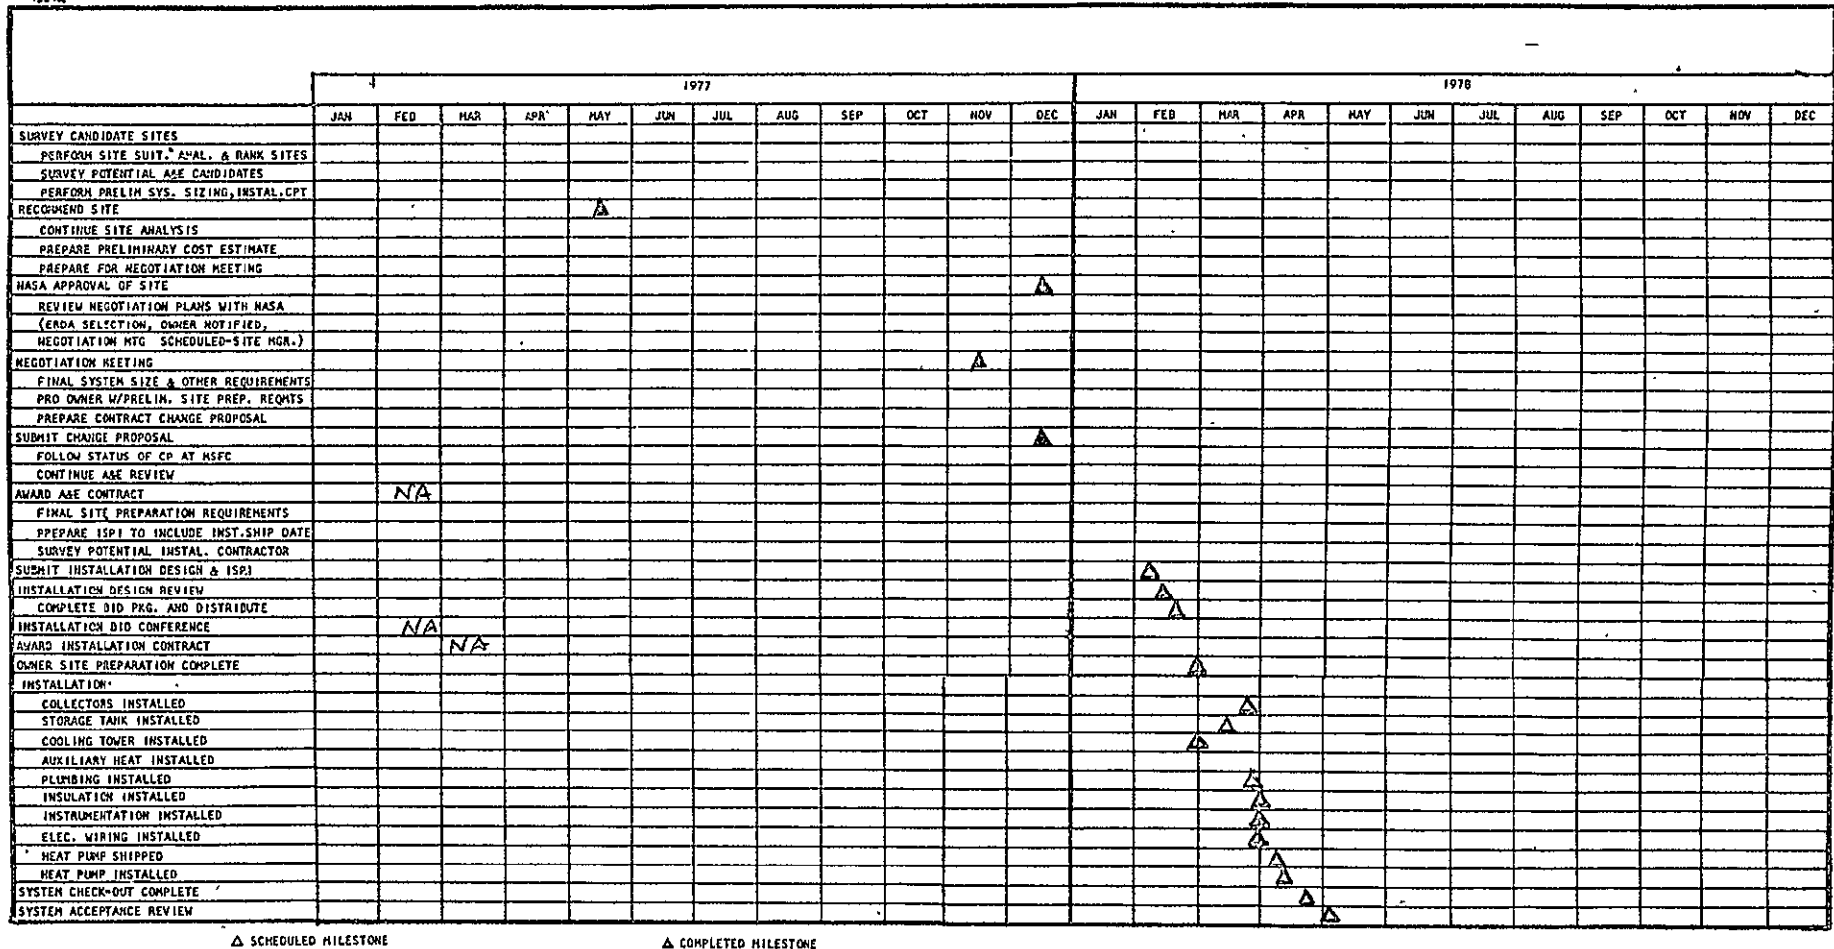 1977 1978
JAN FEB MAR APR MAY JUN JUL AUG SEP OCT NOV DEC JAN FEB MAR APR MAY JUN JUL AUG SEP OCT NOV DEC
SURVEY CANDIDATE SITES
PERFORM SITE SUIT. ANAL. & RANK SITES
SURVEY POTENTIAL A&E CANDIDATES
PERFORM PRELIM SYS. SIZING, INSTAL. CPT
RECOMMEND SITE
CONTINUE SITE ANALYSIS
PREPARE PRELIMINARY COST ESTIMATE
PREPARE FOR NEGOTIATION MEETING
NASA APPROVAL OF SITE
REVIEW NEGOTIATION PLANS WITH NASA
(ERDA SELECTION, OWNER NOTIFIED,
NEGOTIATION MTG SCHEDULED-SITE MGR.)
NEGOTIATION MEETING
FINAL SYSTEM SIZE & OTHER REQUIREMENTS
PRO OWNER W/PRELIM. SITE PREP. REQMTS
PREPARE CONTRACT CHANGE PROPOSAL
SUBMIT CHANGE PROPOSAL
FOLLOW STATUS OF CP AT MSFC
CONTINUE A&E REVIEW
AWARD A&E CONTRACT NA
FINAL SITE PREPARATION REQUIREMENTS
PREPARE ISPI TO INCLUDE INST. SHIP DATE
SURVEY POTENTIAL INSTAL. CONTRACTOR
SUBMIT INSTALLATION DESIGN & ISPI
INSTALLATION DESIGN REVIEW
COMPLETE BID PKG. AND DISTRIBUTE
INSTALLATION BID CONFERENCE NA
AWARD INSTALLATION CONTRACT NA
OWNER SITE PREPARATION COMPLETE
INSTALLATION
COLLECTORS INSTALLED
STORAGE TANK INSTALLED
COOLING TOWER INSTALLED
AUXILIARY HEAT INSTALLED
PLUMBING INSTALLED
INSULATION INSTALLED
INSTRUMENTATION INSTALLED
ELEC. WIRING INSTALLED
HEAT PUMP SHIPPED
HEAT PUMP INSTALLED
SYSTEM CHECK-OUT COMPLETE
SYSTEM ACCEPTANCE REVIEW
△ SCHEDULED MILESTONE △ COMPLETED MILESTONE